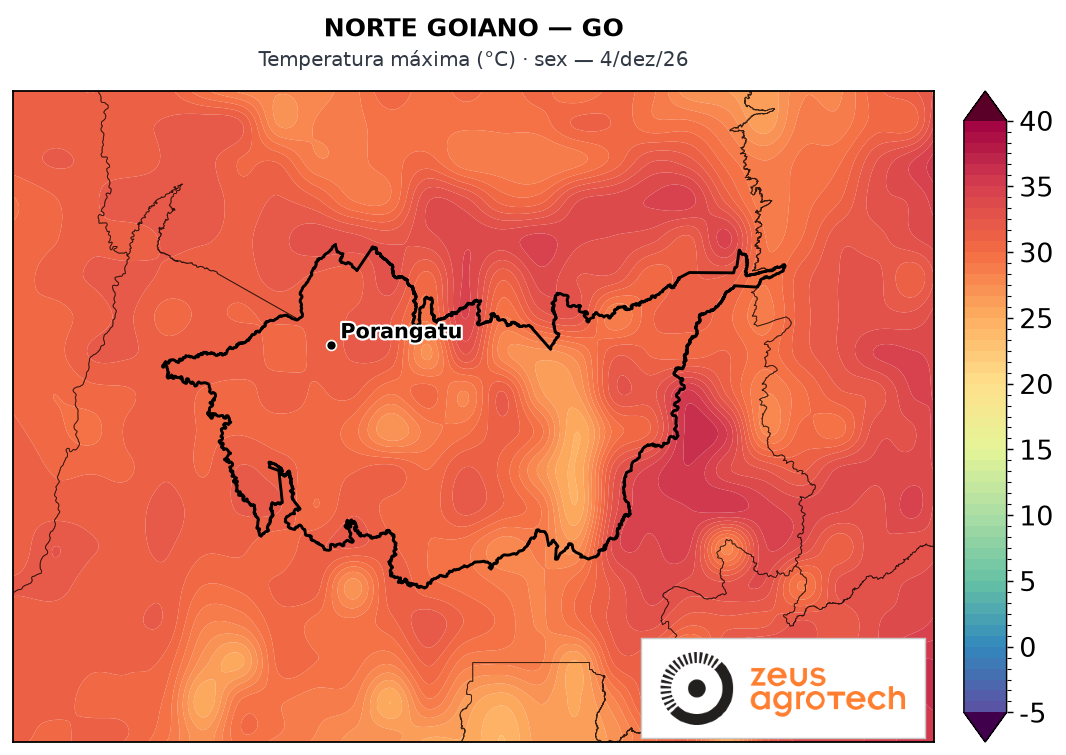 NORTE GOIANO — GO
Temperatura máxima (°C) · sex — 4/dez/26
Porangatu
40
35
30
25
20
15
10
5
0
-5
zeus
agrotech